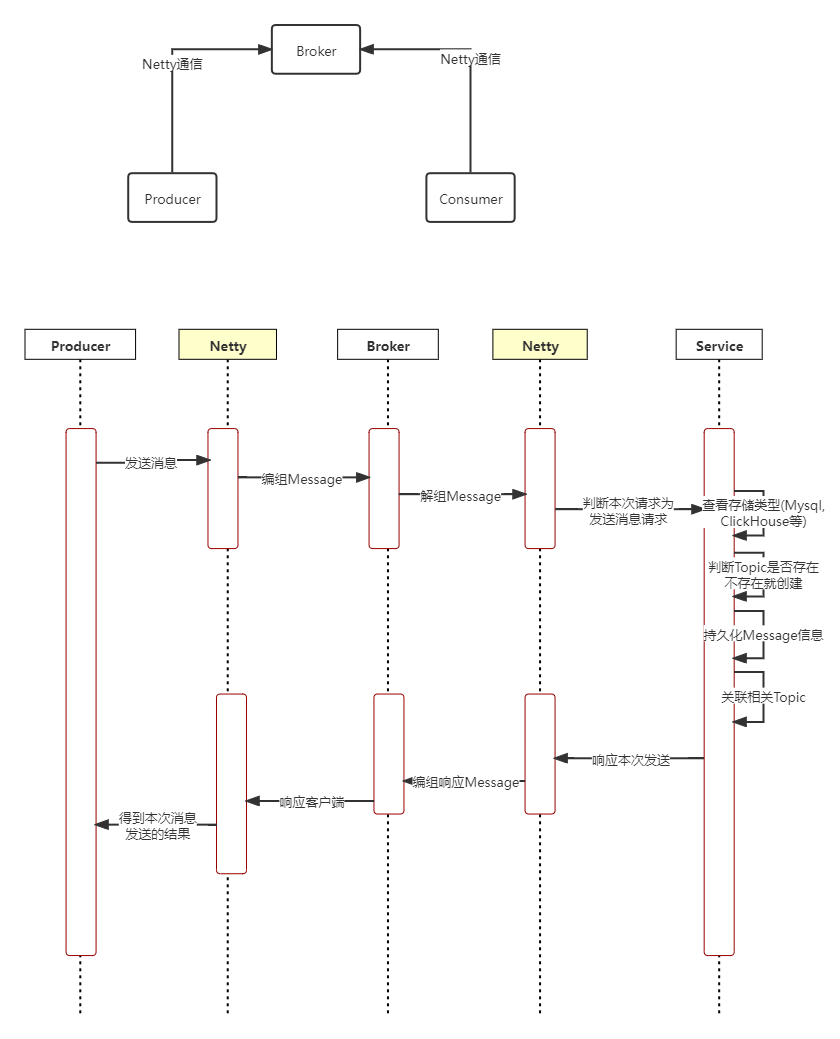 Broker
Netty通信
Netty通信
Producer
Consumer
Producer
Netty
Broker
Netty
Service
发送消息
编组Message
解组Message
判断本次请求为
发送消息请求
查看存储类型(Mysql,
ClickHouse等)
判断Topic是否存在
不存在就创建
持久化Message信息
关联相关Topic
响应本次发送
编组响应Message
响应客户端
得到本次消息
发送的结果